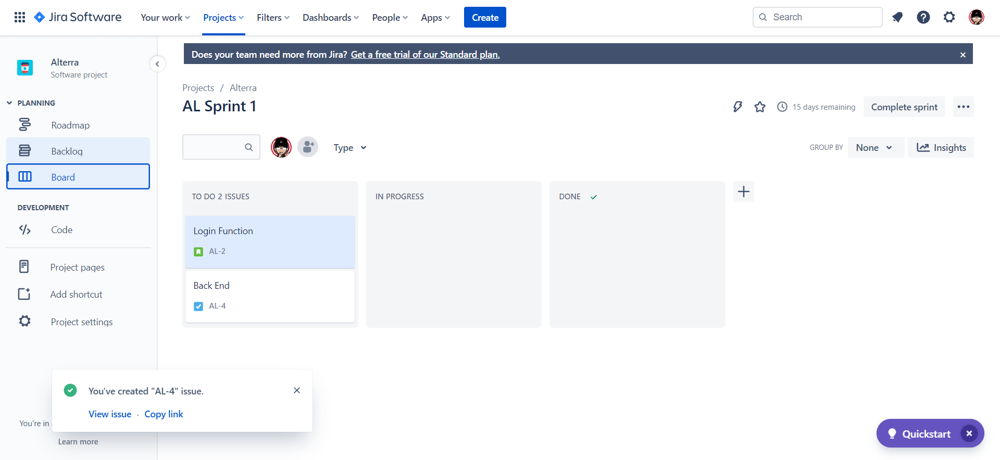 Jira Software Your work Projects Filters Dashboards People Apps Create Search
Alterra
Software project
PLANNING
Roadmap
Backlog
Board
DEVELOPMENT
Code
Project pages
Add shortcut
Project settings
You're in
Learn more
Does your team need more from Jira? Get a free trial of our Standard plan.
Projects / Alterra
AL Sprint 1
15 days remaining Complete sprint
Type
GROUP BY None Insights
TO DO 2 ISSUES
Login Function
AL-2
Back End
AL-4
IN PROGRESS
DONE
You've created "AL-4" issue.
View issue · Copy link
Quickstart